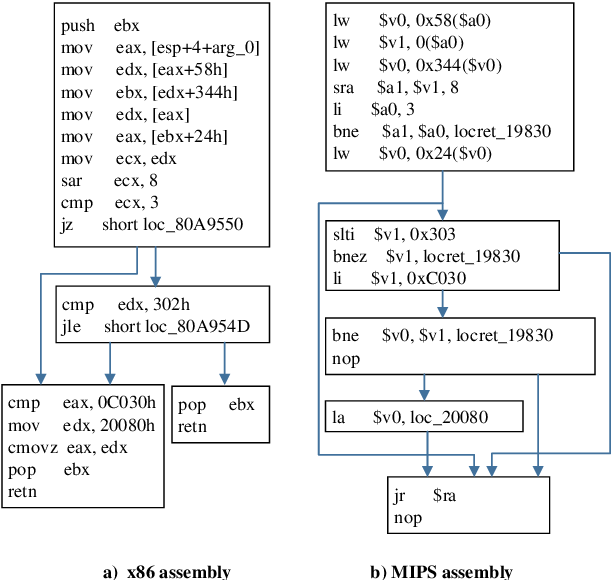 push ebx
mov eax, [esp+4+arg_0]
mov edx, [eax+58h]
mov ebx, [edx+344h]
mov edx, [eax]
mov eax, [ebx+24h]
mov ecx, edx
sar ecx, 8
cmp ecx, 3
jz short loc_80A9550
cmp edx, 302h
jle short loc_80A954D
cmp eax, 0C030h
mov edx, 20080h
cmovz eax, edx
pop ebx
retn
pop ebx
retn
a) x86 assembly
lw $v0, 0x58($a0)
lw $v1, 0($a0)
lw $v0, 0x344($v0)
sra $a1, $v1, 8
li $a0, 3
bne $a1, $a0, locret_19830
lw $v0, 0x24($v0)
slti $v1, 0x303
bnez $v1, locret_19830
li $v1, 0xC030
bne $v0, $v1, locret_19830
nop
la $v0, loc_20080
jr $ra
nop
b) MIPS assembly